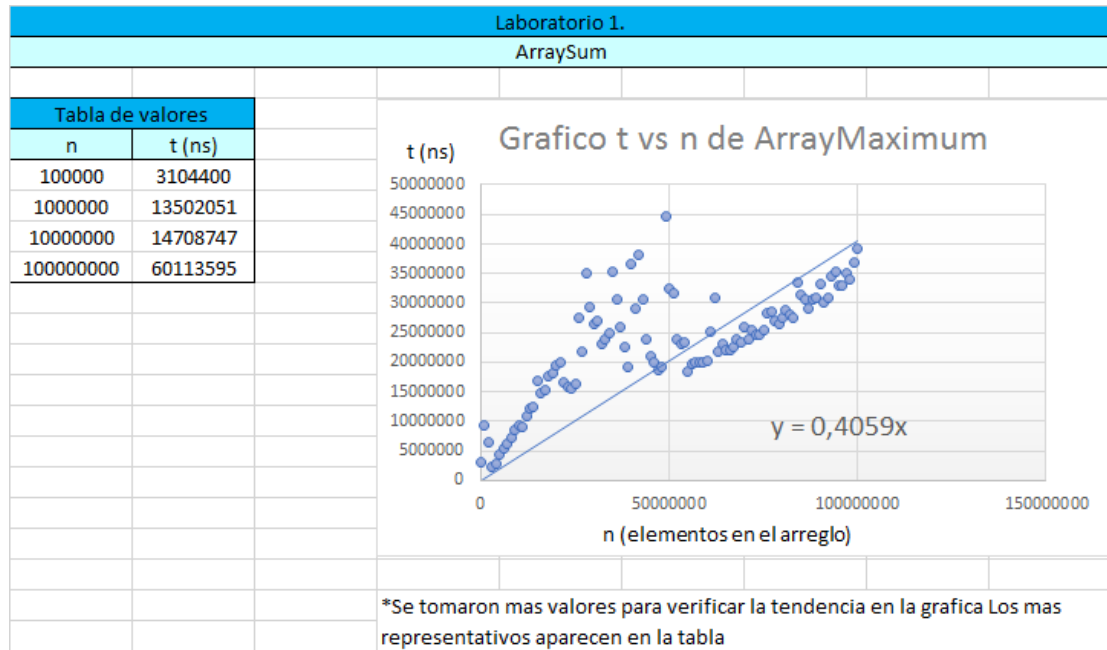 Laboratorio 1.
ArraySum
Tabla de valores
n t (ns)
100000 3104400
1000000 13502051
10000000 14708747
100000000 60113595
Grafico t vs n de ArrayMaximum
t (ns)
50000000
45000000
40000000
35000000
30000000
25000000
20000000
15000000
10000000
5000000
0
y = 0,4059x
0 50000000 100000000 150000000
n (elementos en el arreglo)
*Se tomaron mas valores para verificar la tendencia en la grafica Los mas
representativos aparecen en la tabla